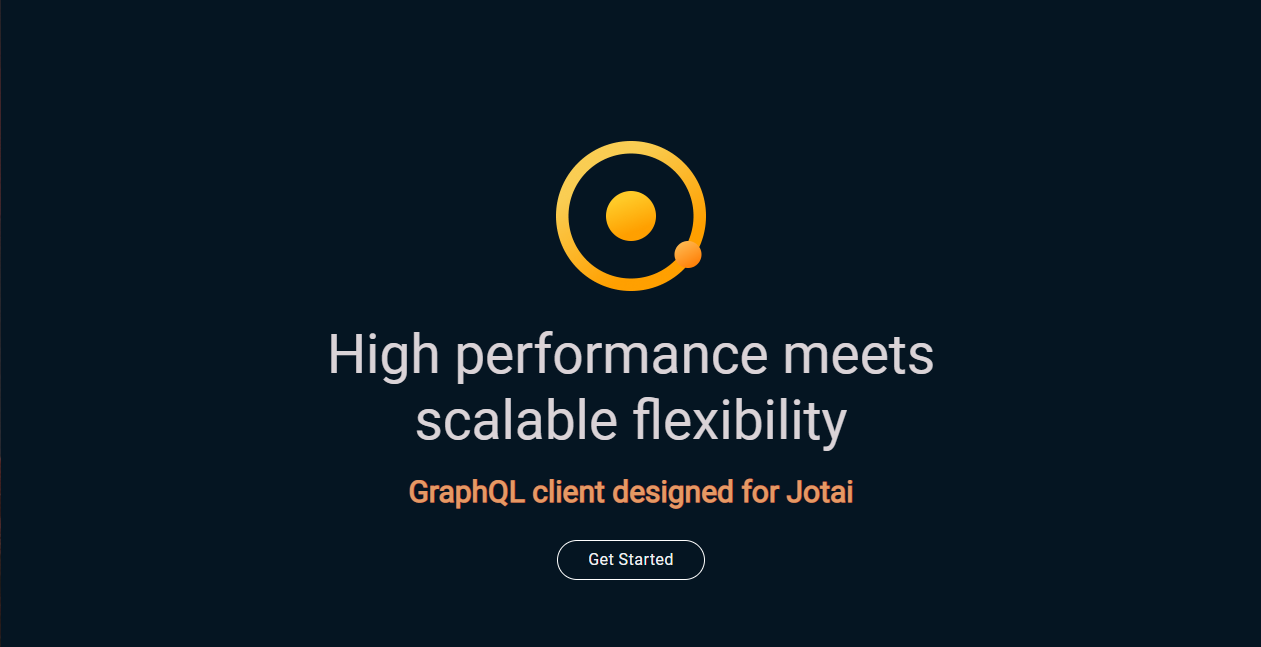 High performance meets
scalable flexibility
GraphQL client designed for Jotai
Get Started